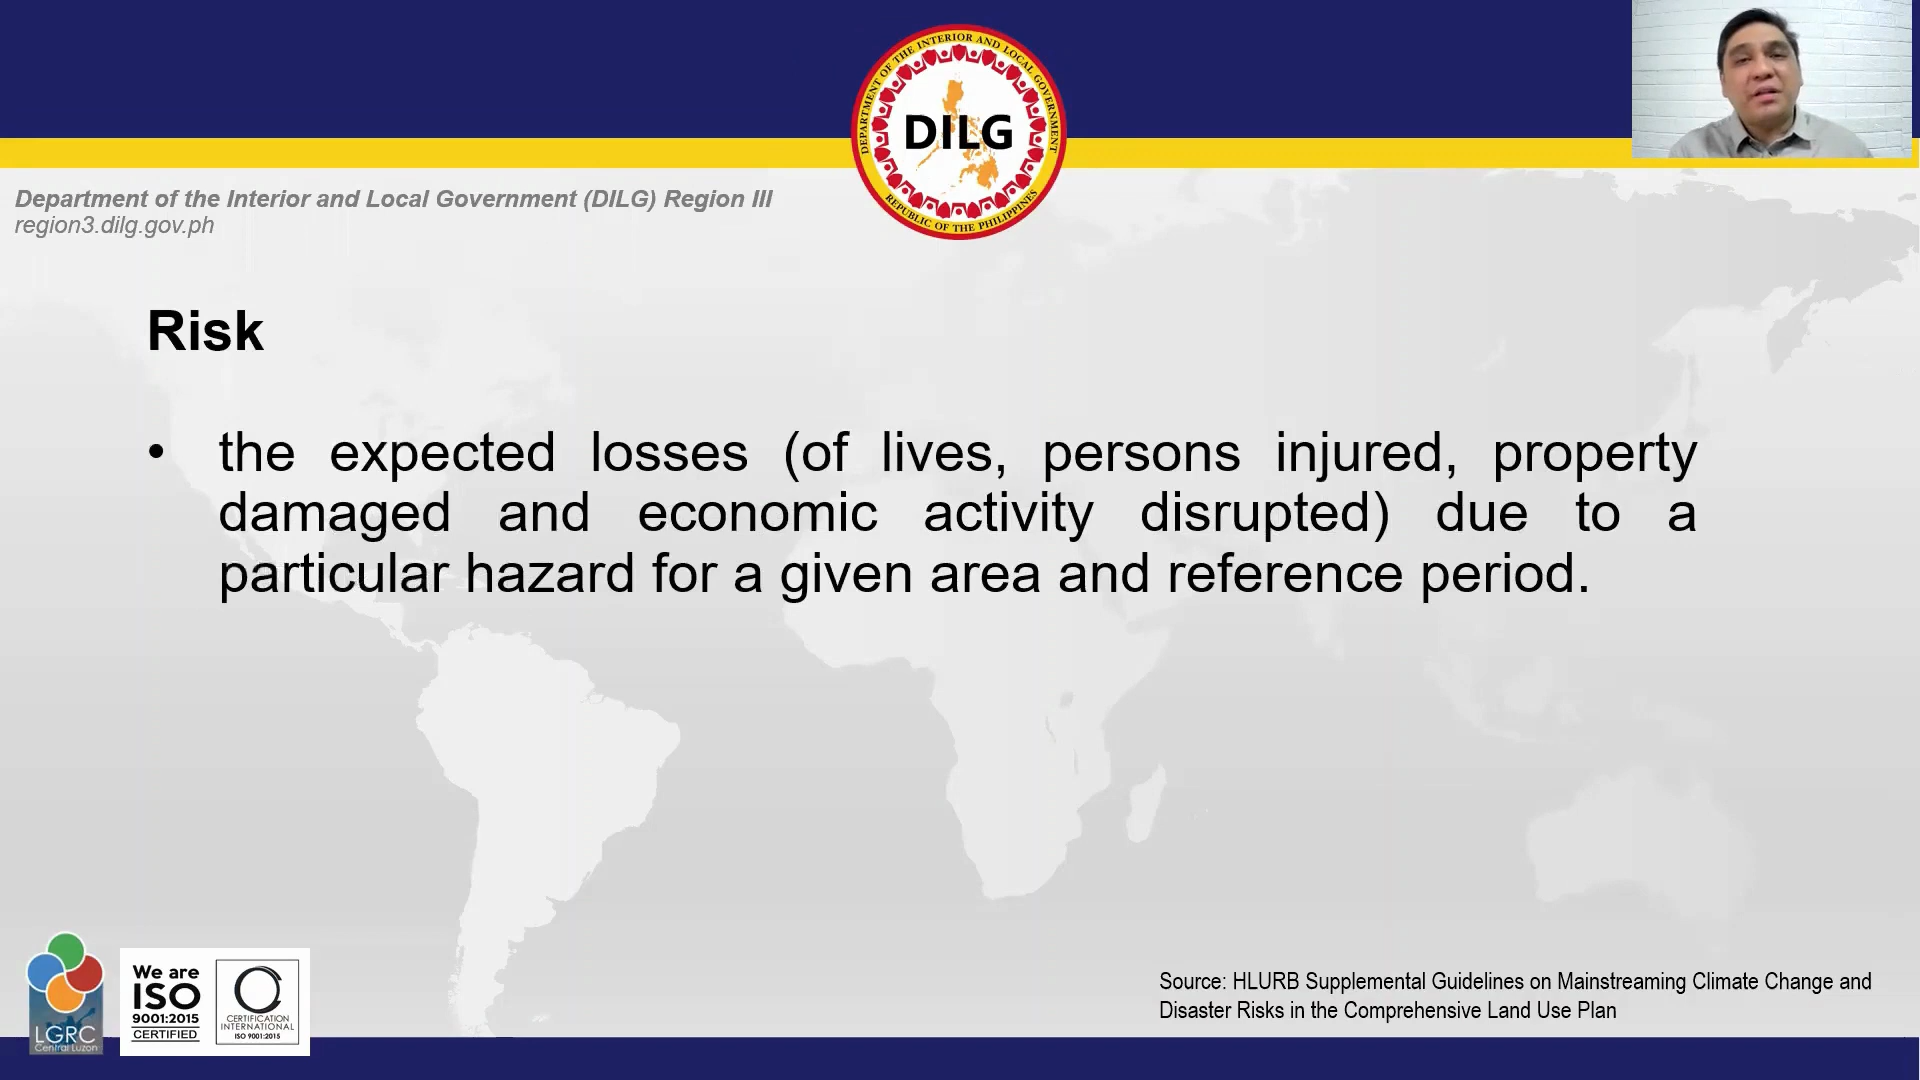 DEPARTMENT OF THE INTERIOR AND LOCAL GOVERNMENT
DILG
REPUBLIC OF THE PHILIPPINES
Department of the Interior and Local Government (DILG) Region III
region3.dilg.gov.ph
Risk
• the expected losses (of lives, persons injured, property
damaged and economic activity disrupted) due to a
particular hazard for a given area and reference period.
LGRC
Central Luzon
We are
ISO
9001:2015
CERTIFIED
CERTIFICATION
INTERNATIONAL
ISO 9001:2015
Source: HLURB Supplemental Guidelines on Mainstreaming Climate Change and
Disaster Risks in the Comprehensive Land Use Plan